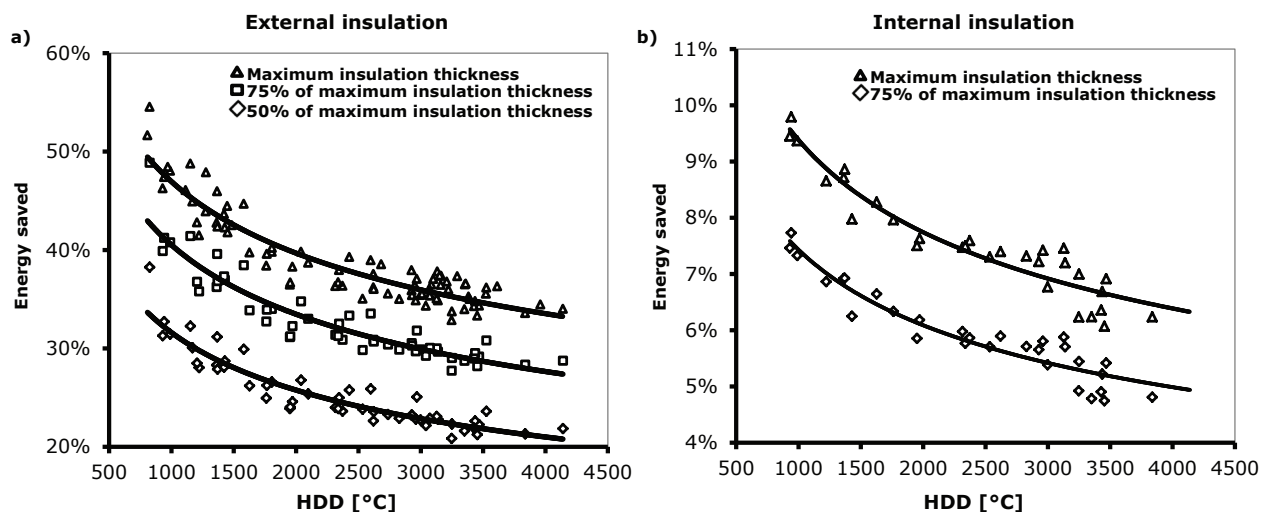 External insulation
a)
60%
50%
40%
30%
20%
Energy saved
Maximum insulation thickness
75% of maximum insulation thickness
50% of maximum insulation thickness
500 1000 1500 2000 2500 3000 3500 4000 4500
HDD [°C]
Internal insulation
b)
11%
10%
9%
8%
7%
6%
5%
4%
Energy saved
Maximum insulation thickness
75% of maximum insulation thickness
500 1000 1500 2000 2500 3000 3500 4000 4500
HDD [°C]